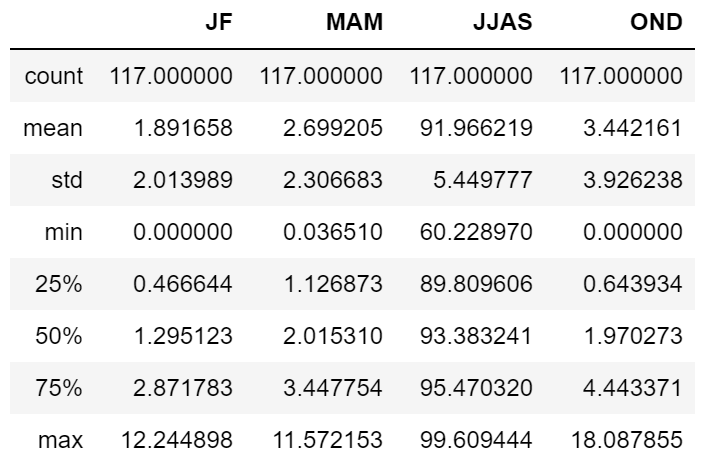 JF MAM JJAS OND
count 117.000000 117.000000 117.000000 117.000000
mean 1.891658 2.699205 91.966219 3.442161
std 2.013989 2.306683 5.449777 3.926238
min 0.000000 0.036510 60.228970 0.000000
25% 0.466644 1.126873 89.809606 0.643934
50% 1.295123 2.015310 93.383241 1.970273
75% 2.871783 3.447754 95.470320 4.443371
max 12.244898 11.572153 99.609444 18.087855